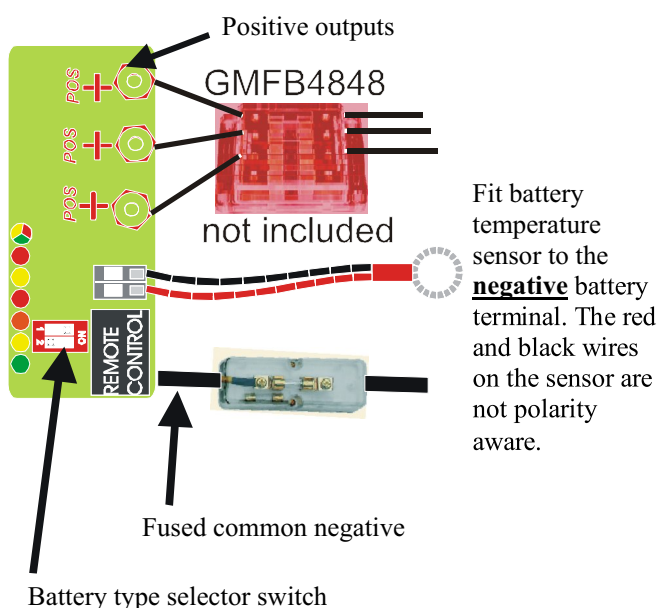 Positive outputs
GMFB4848
POS
POS
POS
not included
Fit battery
temperature
sensor to the
negative battery
terminal. The red
and black wires
on the sensor are
not polarity
aware.
NO
1 2
REMOTE
CONTROL
Fused common negative
Battery type selector switch